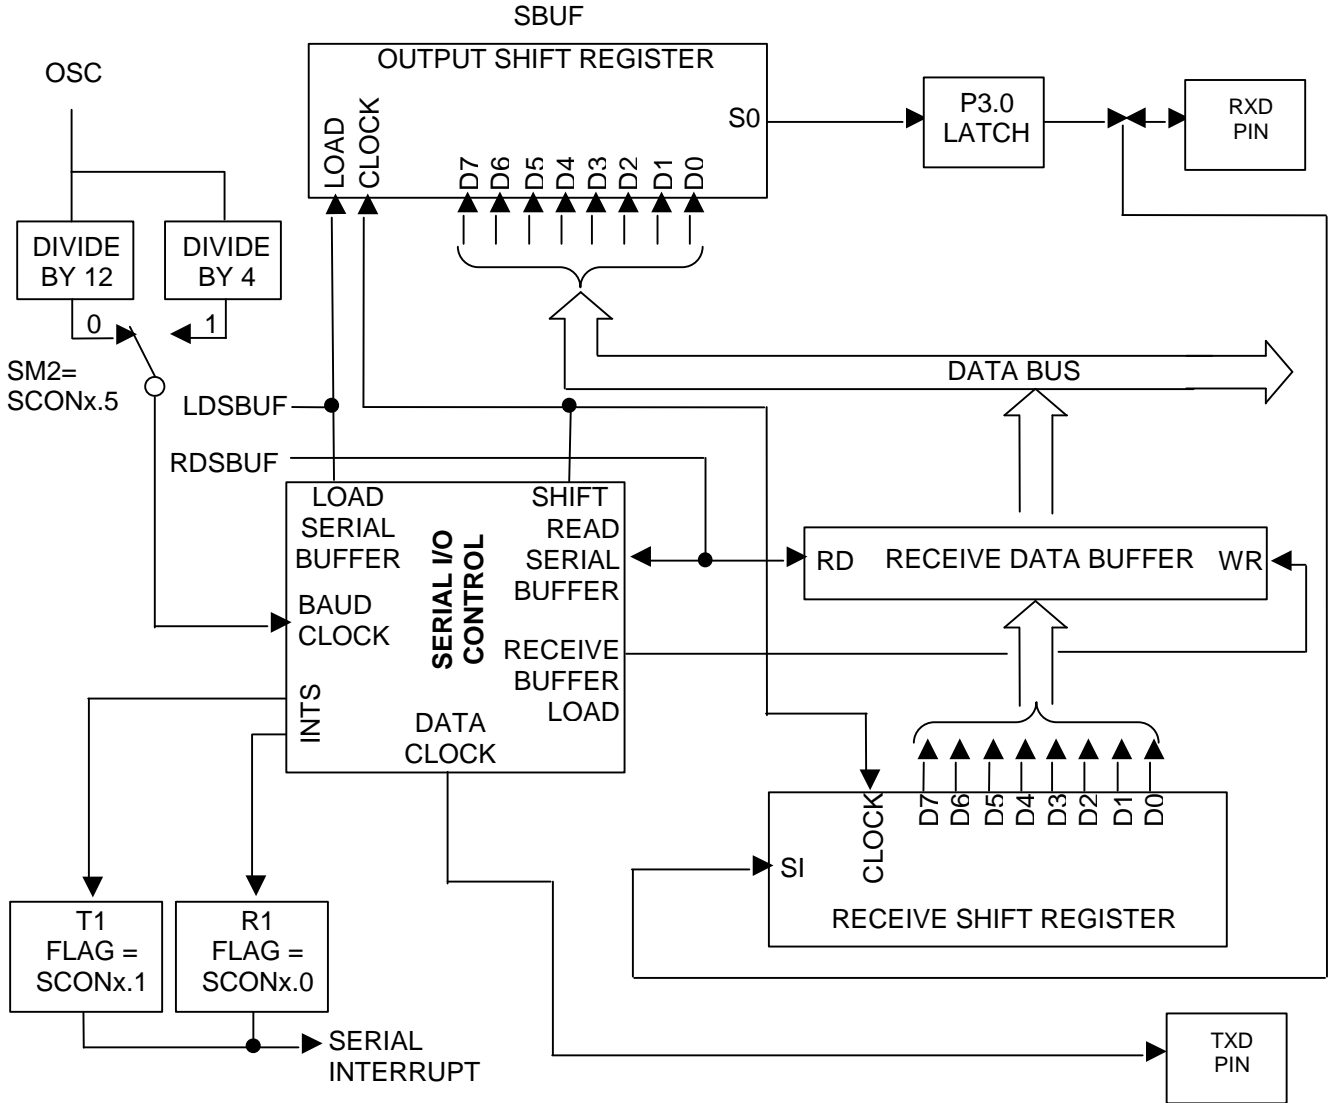 SBUF
OUTPUT SHIFT REGISTER
OSC
LOAD
CLOCK
D7
D6
D5
D4
D3
D2
D1
D0
S0
P3.0
LATCH
RXD
PIN
DIVIDE
BY 12
DIVIDE
BY 4
0
1
SM2=
SCONx.5
DATA BUS
LDSBUF
RDSBUF
LOAD
SERIAL
BUFFER
SHIFT
READ
SERIAL
BUFFER
SERIAL I/O
CONTROL
BAUD
CLOCK
RECEIVE
BUFFER
LOAD
INTS
DATA
CLOCK
RD
RECEIVE DATA BUFFER
WR
CLOCK
D7
D6
D5
D4
D3
D2
D1
D0
SI
RECEIVE SHIFT REGISTER
T1
FLAG =
SCONx.1
R1
FLAG =
SCONx.0
SERIAL
INTERRUPT
TXD
PIN